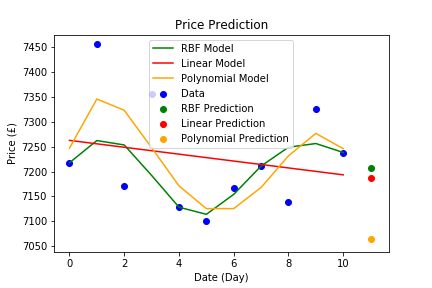 Price Prediction
7450
7400
7350
7300
7250
7200
7150
7100
7050
Price (£)
RBF Model
Linear Model
Polynomial Model
Data
RBF Prediction
Linear Prediction
Polynomial Prediction
0 2 4 6 8 10
Date (Day)